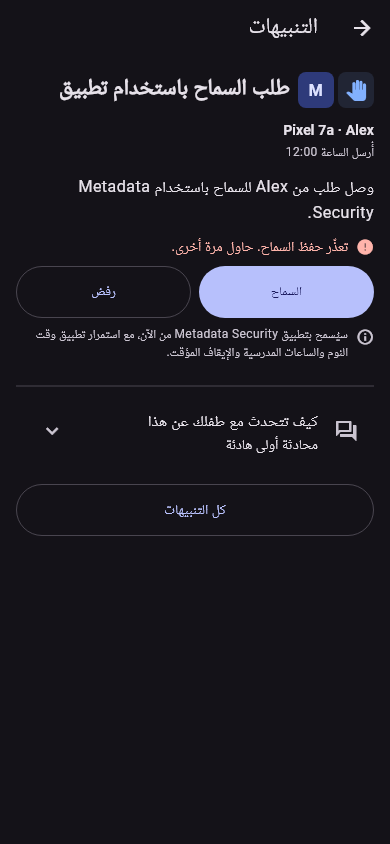 التنبيهات
طلب السماح باستخدام تطبيق
M
Pixel 7a · Alex
أُرسل الساعة 12:00
وصل طلب من Alex للسماح باستخدام Metadata
Security.
تعذّر حفظ السماح. حاول مرة أخرى.
السماح
رفض
سيُسمح بتطبيق Metadata Security من الآن، مع استمرار تطبيق وقت
النوم والساعات المدرسية والإيقاف المؤقت.
كيف تتحدث مع طفلك عن هذا
محادثة أولى هادئة
كل التنبيهات